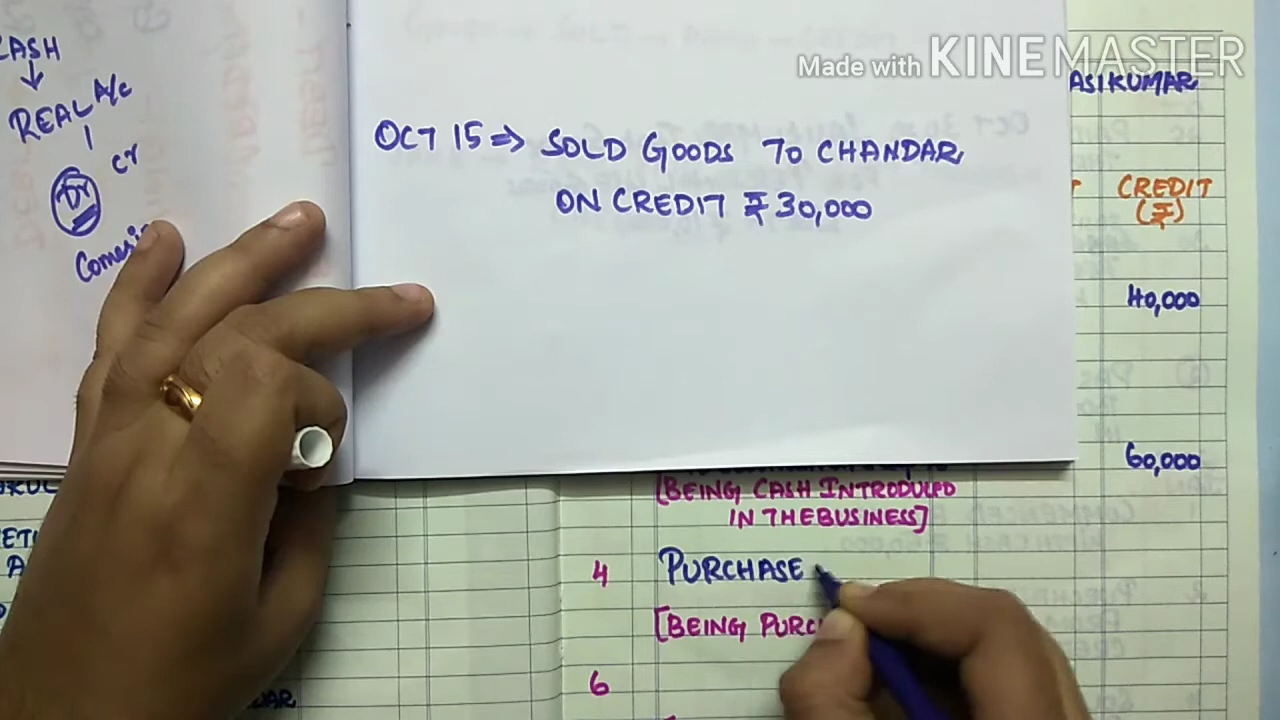 Made with KINEMASTER
CASH
REAL A/c
Dr
Cr
OCT 15 ⇒ SOLD GOODS TO CHANDAR
ON CREDIT ₹ 30,000
ASIKUMAR
CREDIT
(₹)
40,000
60,000
[BEING CASH INTRODUCED
IN THE BUSINESS]
4 PURCHASE
[BEING PURC
6